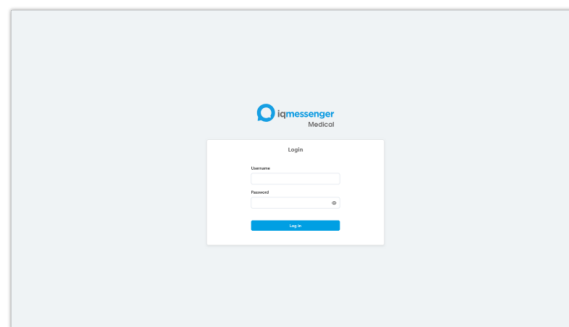 iqmessenger
Medical
Login
Username
Password
Log in